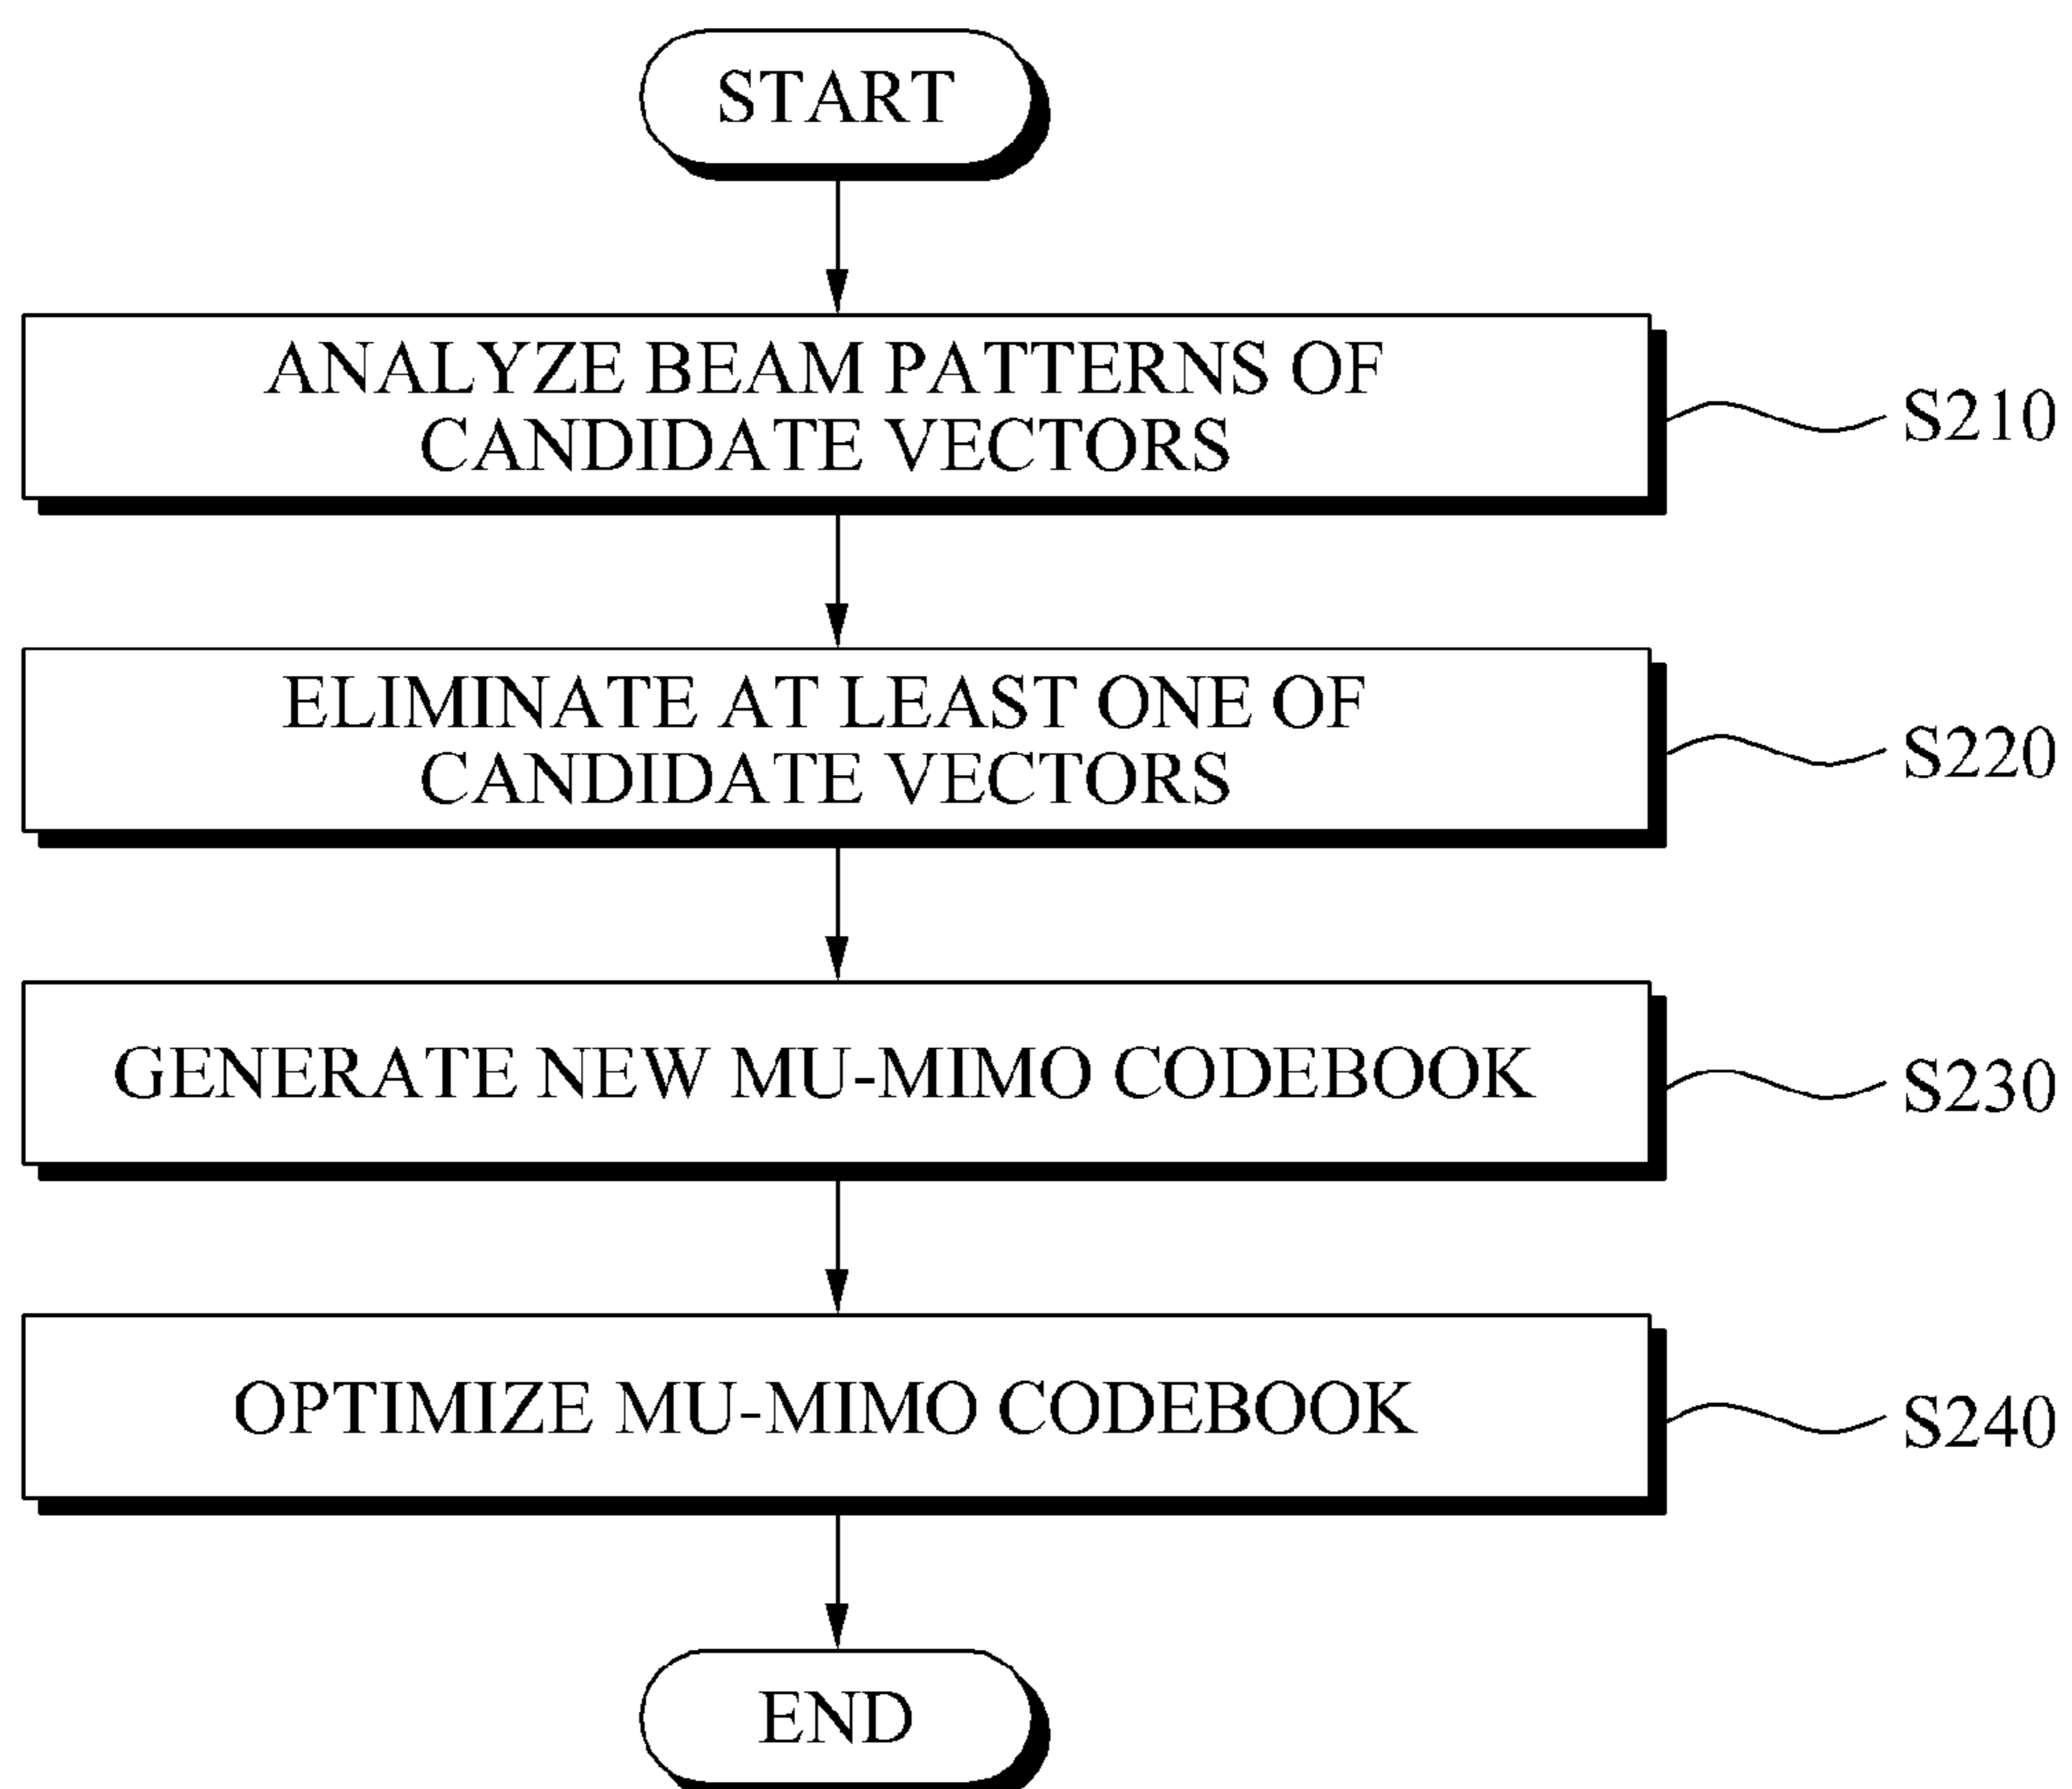 START
ANALYZE BEAM PATTERNS OF
CANDIDATE VECTORS
S210
ELIMINATE AT LEAST ONE OF
CANDIDATE VECTORS
S220
GENERATE NEW MU-MIMO CODEBOOK
S230
OPTIMIZE MU-MIMO CODEBOOK
S240
END